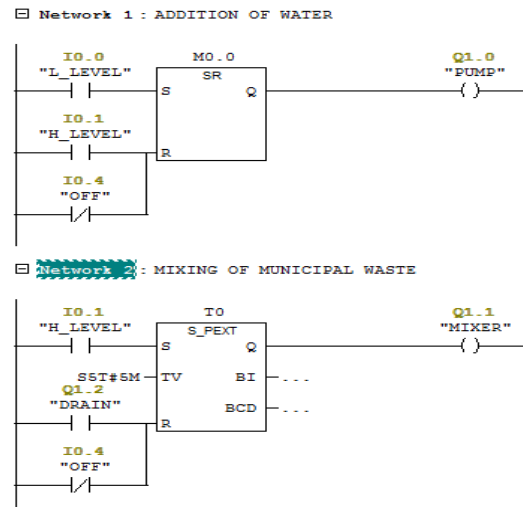 Network 1 : ADDITION OF WATER
I0.0 M0.0 Q1.0
"L_LEVEL" SR "PUMP"
S Q
I0.1
"H_LEVEL"
R
I0.4
"OFF"
Network 2 : MIXING OF MUNICIPAL WASTE
I0.1 T0 Q1.1
"H_LEVEL" S_PEXT "MIXER"
S Q
S5T#5M TV BI ...
Q1.2
"DRAIN" BCD ...
R
I0.4
"OFF"